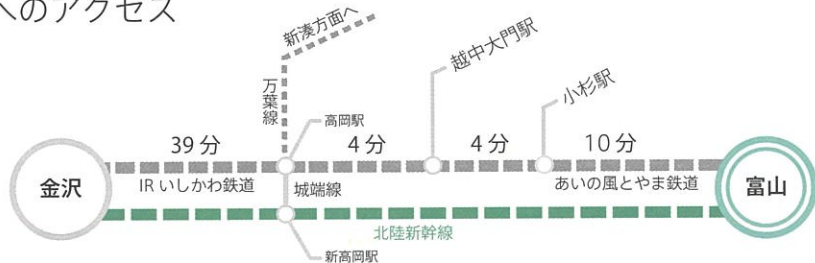 へのアクセス
新湊方面へ
万葉線
越中大門駅
小杉駅
高岡駅
39分
4分
4分
10分
金沢
IRいしかわ鉄道
城端線
あいの風とやま鉄道
富山
北陸新幹線
新高岡駅